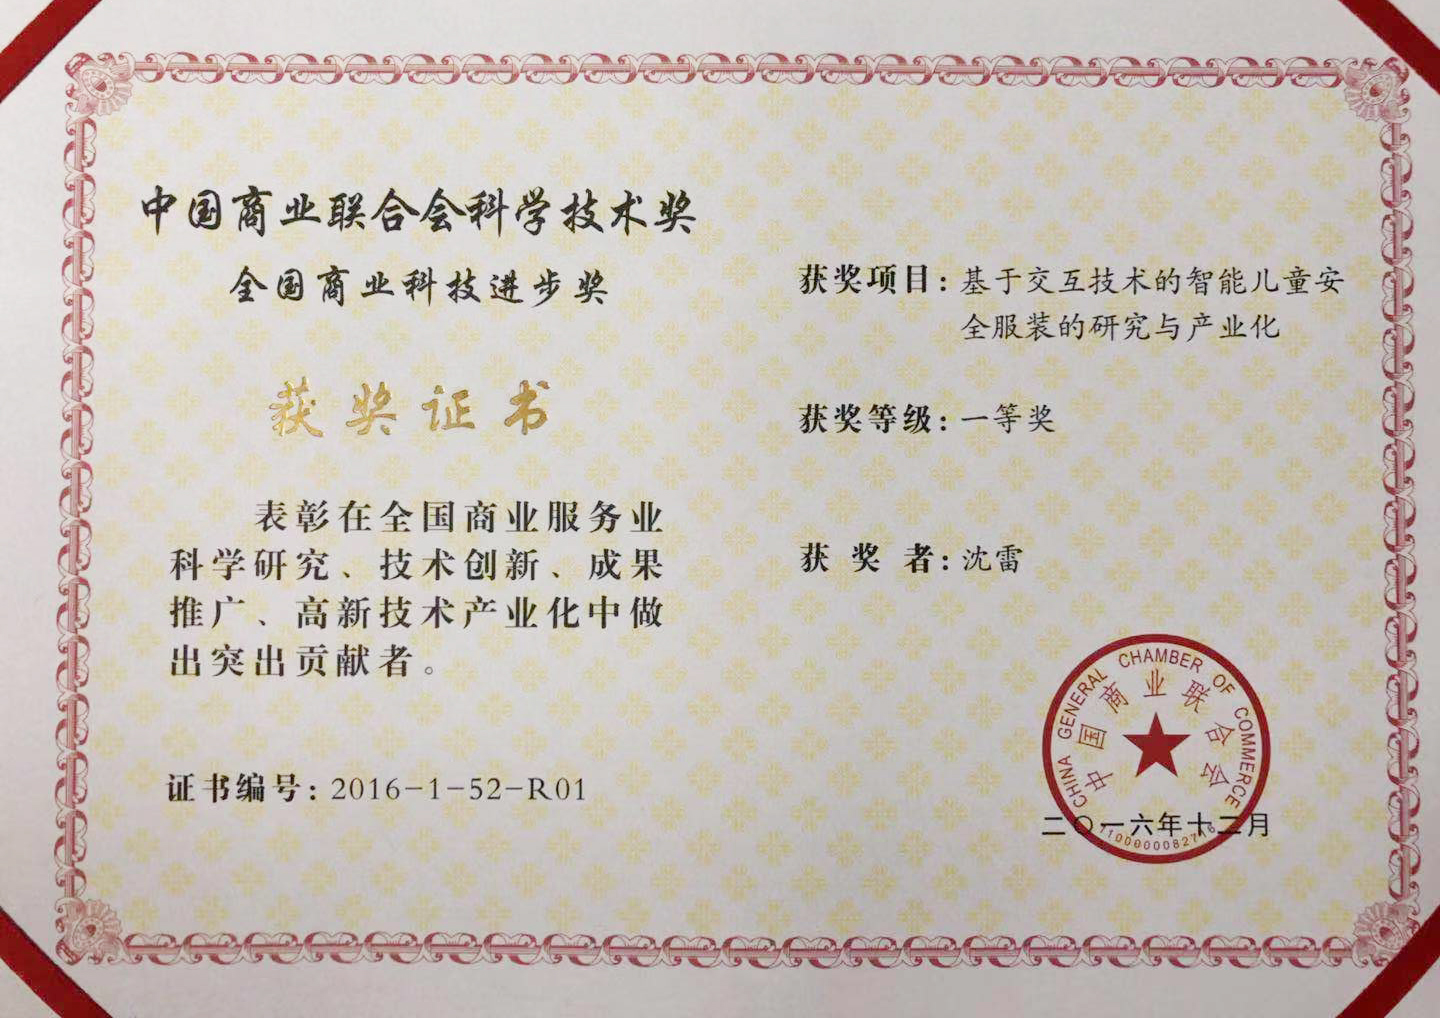 中国商业联合会科学技术奖
全国商业科技进步奖
获奖证书
表彰在全国商业服务业
科学研究、技术创新、成果
推广、高新技术产业化中做
出突出贡献者。
证书编号：2016-1-52-R01
获奖项目：基于交互技术的智能儿童安
全服装的研究与产业化
获奖等级：一等奖
获奖者：沈雷
CHINA GENERAL CHAMBER OF COMMERCE
中国商业联合会
二〇一六年十二月
1100000082716